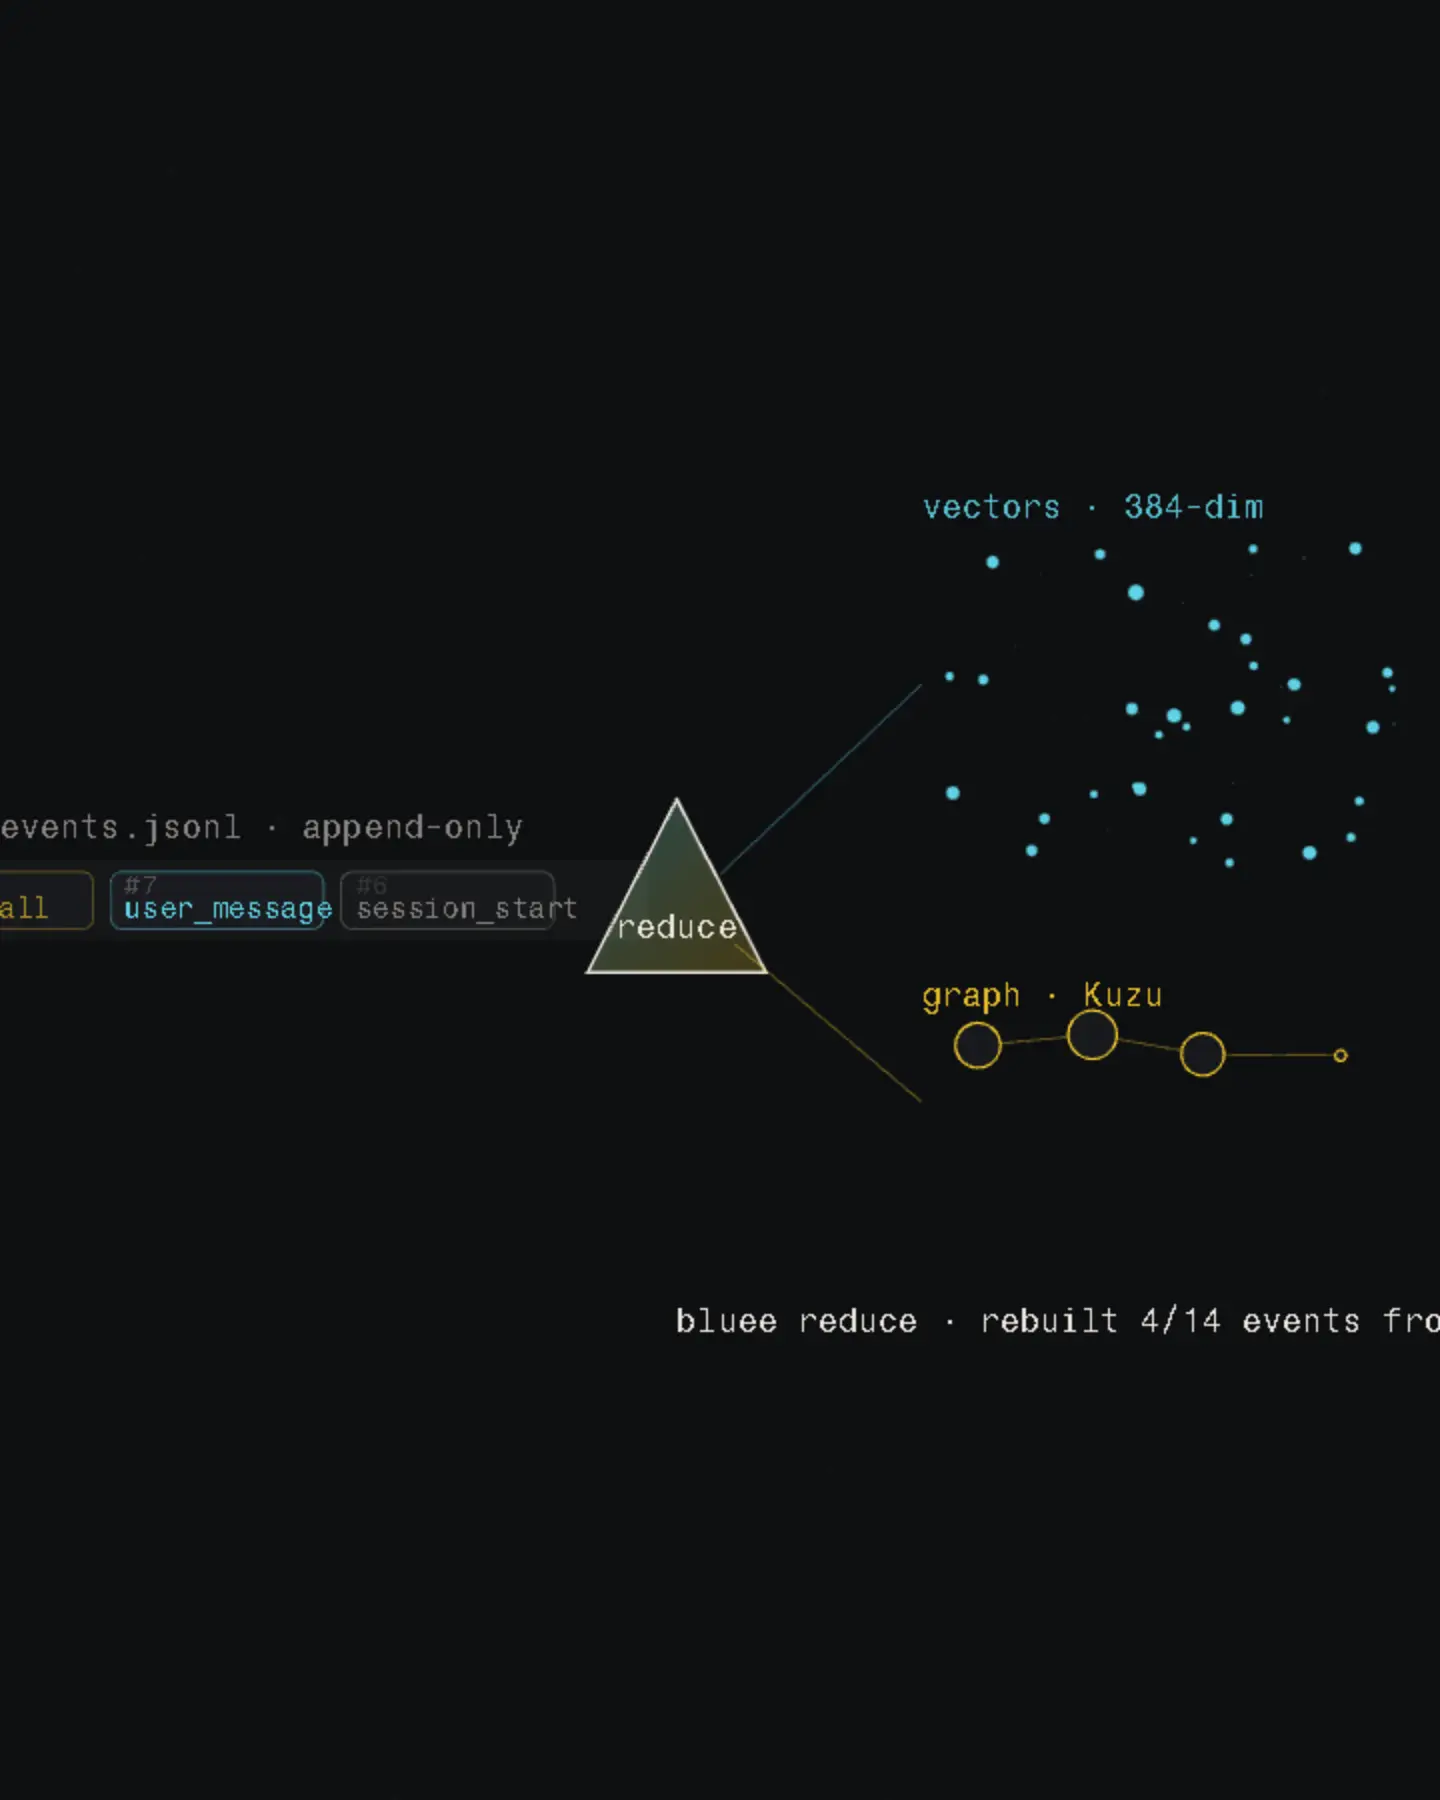 vectors · 384-dim
events.jsonl · append-only
all
#7
user_message
#6
session_start
reduce
graph · Kuzu
bluee reduce · rebuilt 4/14 events fro